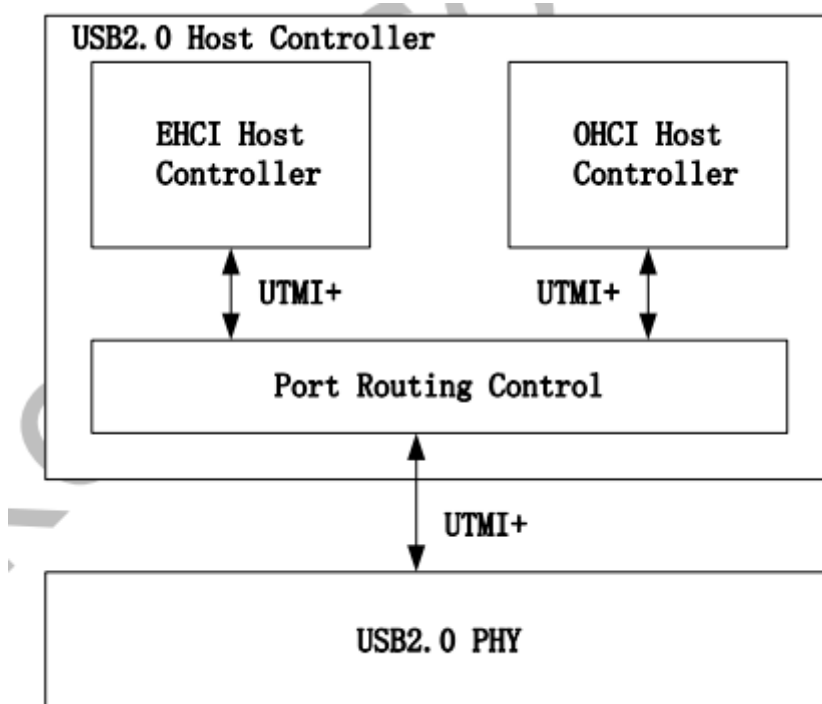 USB2.0 Host Controller
EHCI Host
Controller
OHCI Host
Controller
UTMI+
UTMI+
Port Routing Control
UTMI+
USB2.0 PHY